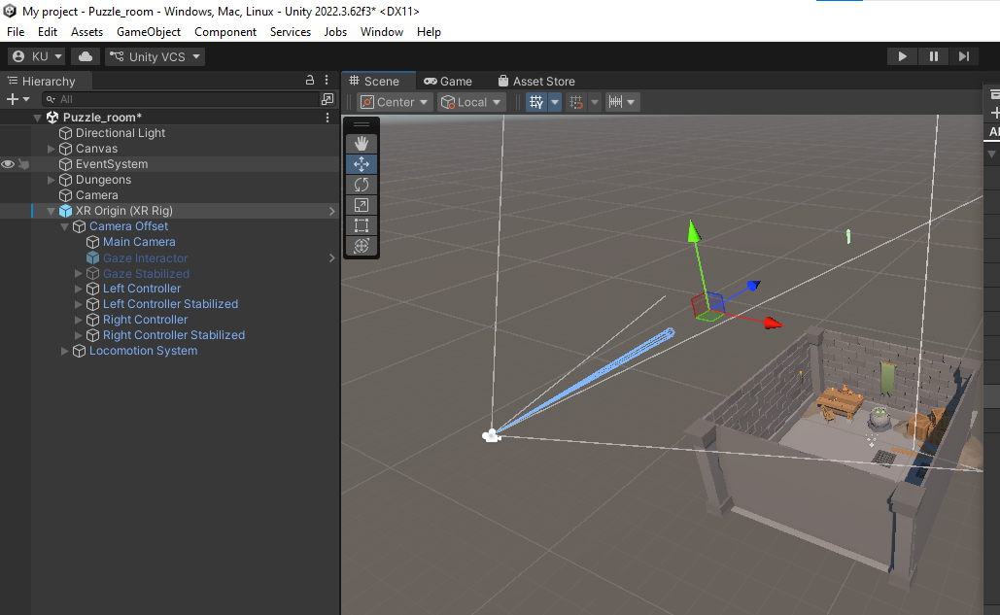 My project - Puzzle_room - Windows, Mac, Linux - Unity 2022.3.62f3* <DX11>
File Edit Assets GameObject Component Services Jobs Window Help
KU Unity VCS
Hierarchy
All
Puzzle_room*
Directional Light
Canvas
EventSystem
Dungeons
Camera
XR Origin (XR Rig)
Camera Offset
Main Camera
Gaze Interactor
Gaze Stabilized
Left Controller
Left Controller Stabilized
Right Controller
Right Controller Stabilized
Locomotion System
Scene Game Asset Store
Center Local